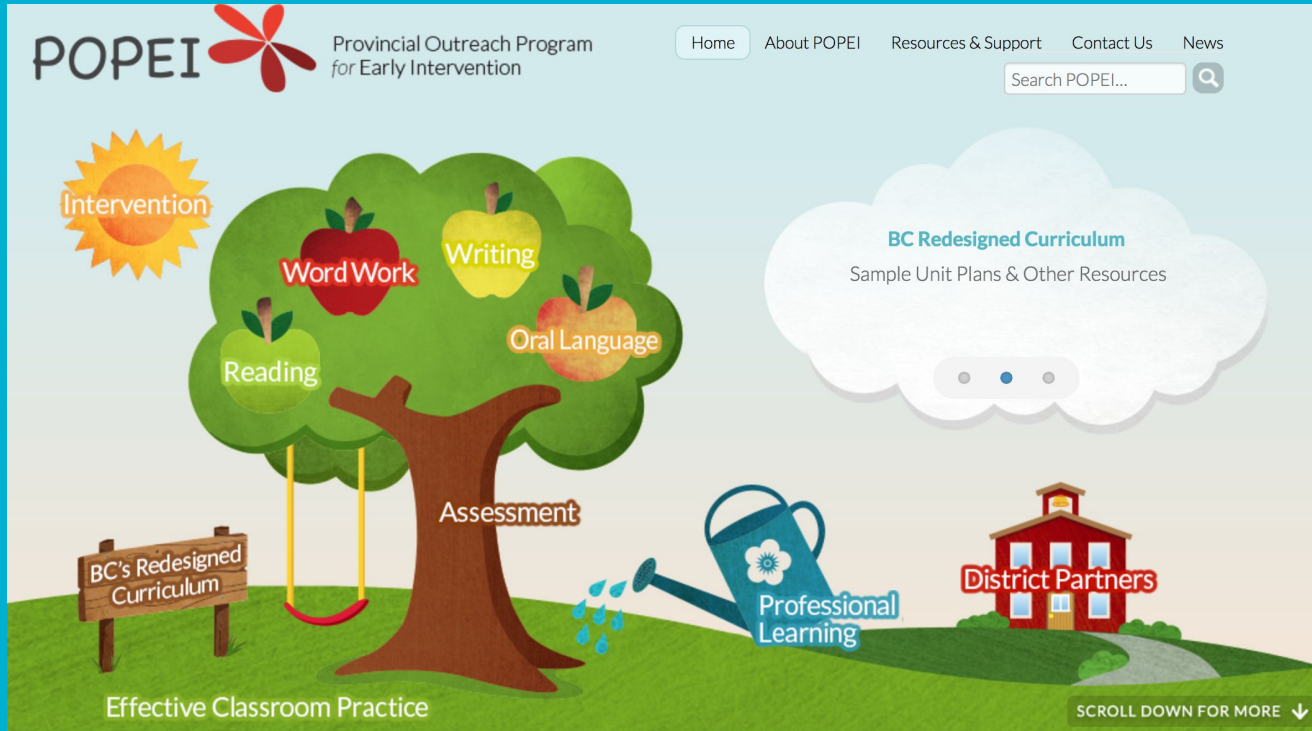 POPEI
Provincial Outreach Program
for Early Intervention
Home
About POPEI
Resources & Support
Contact Us
News
Search POPEI...
Intervention
Word Work
Writing
Oral Language
Reading
BC Redesigned Curriculum
Sample Unit Plans & Other Resources
Assessment
BC's Redesigned
Curriculum
Professional
Learning
District Partners
Effective Classroom Practice
SCROLL DOWN FOR MORE